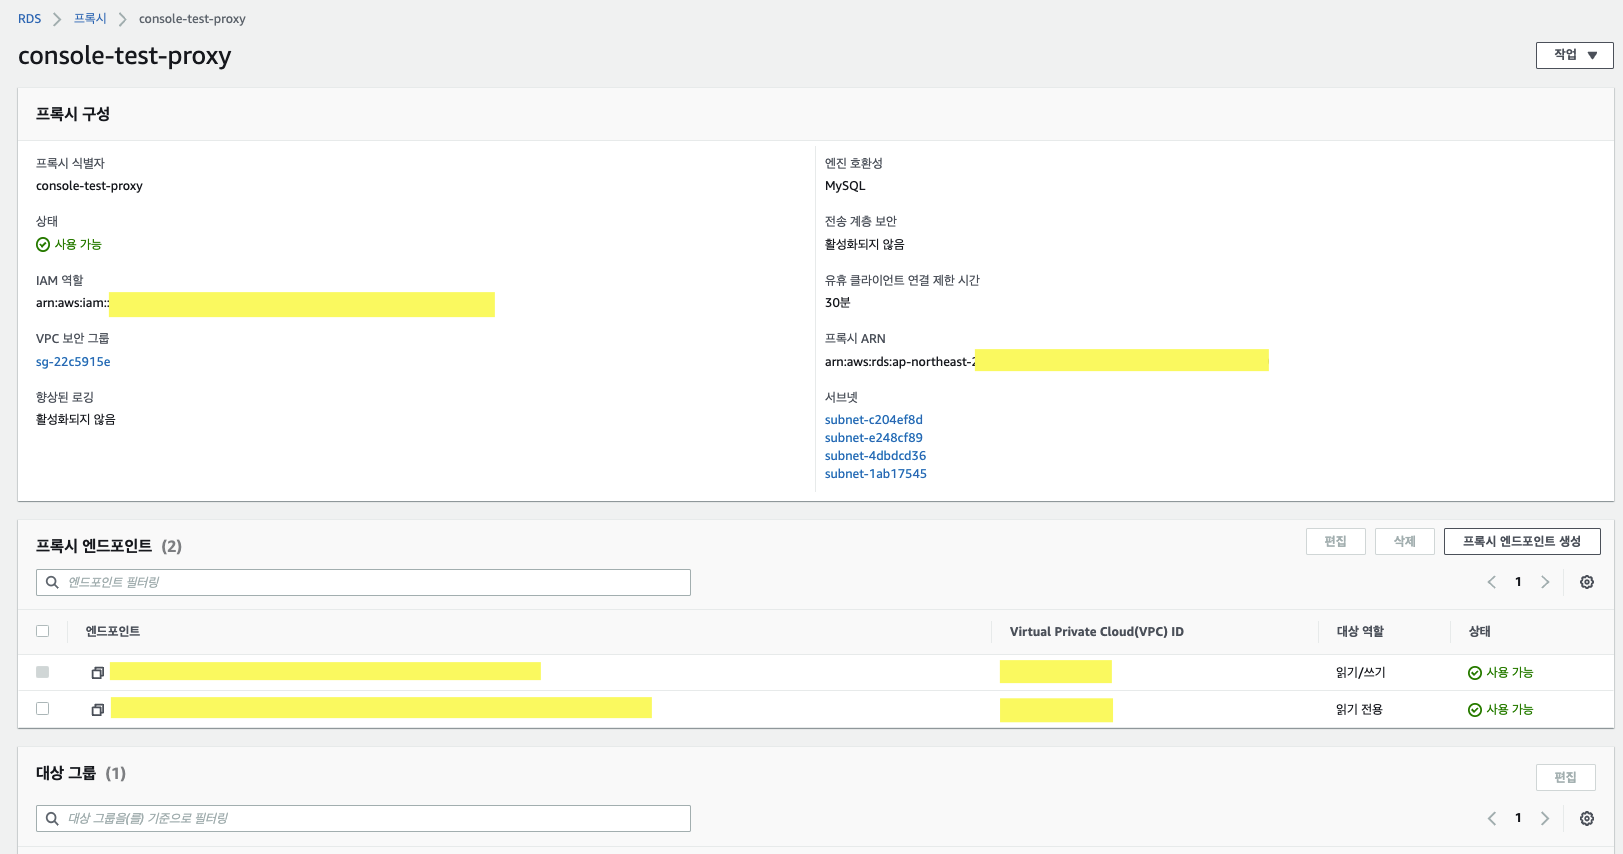 RDS > 프록시 > console-test-proxy
console-test-proxy
작업
프록시 구성
프록시 식별자
console-test-proxy
상태
사용 가능
IAM 역할
arn:aws:iam::
VPC 보안 그룹
sg-22c5915e
향상된 로깅
활성화되지 않음
엔진 호환성
MySQL
전송 계층 보안
활성화되지 않음
유휴 클라이언트 연결 제한 시간
30분
프록시 ARN
arn:aws:rds:ap-northeast-2
서브넷
subnet-c204ef8d
subnet-e248cf89
subnet-4dbdcd36
subnet-1ab17545
프록시 엔드포인트 (2)
편집
삭제
프록시 엔드포인트 생성
엔드포인트 필터링
1
엔드포인트
Virtual Private Cloud(VPC) ID
대상 역할
상태
읽기/쓰기
사용 가능
읽기 전용
사용 가능
대상 그룹 (1)
편집
대상 그룹을(를) 기준으로 필터링
1